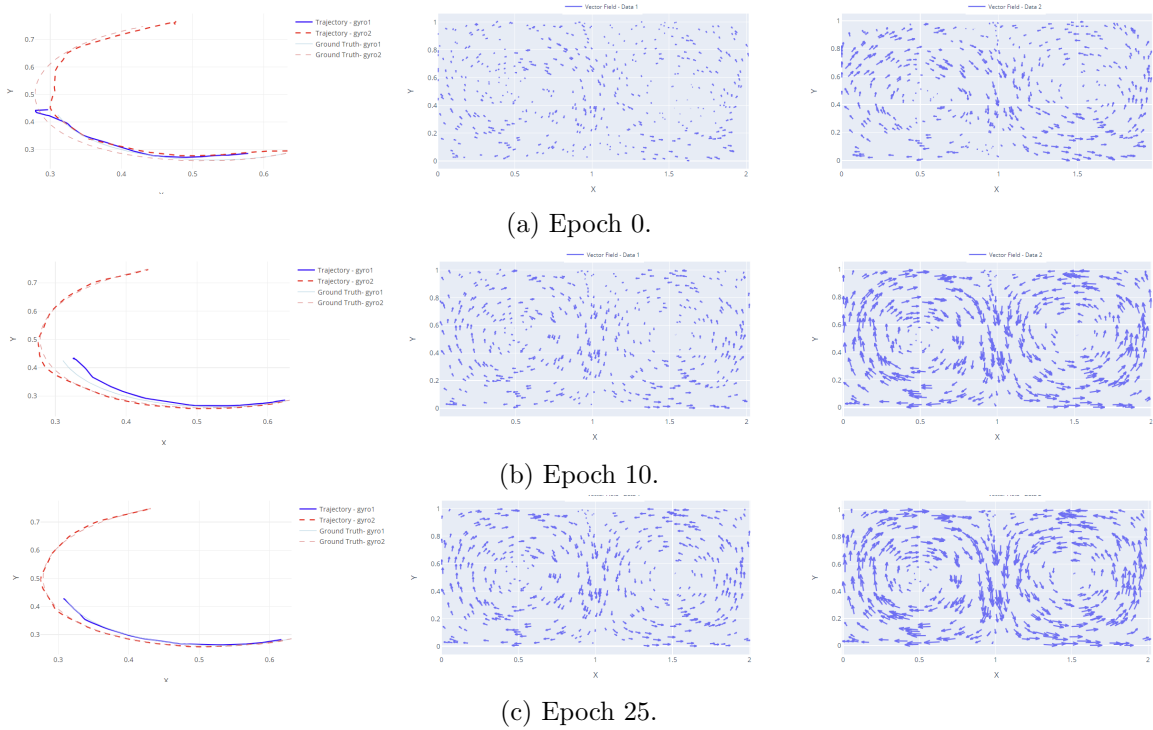 Trajectory - gyro1
Trajectory - gyro2
Ground Truth- gyro1
Ground Truth- gyro2
0.7
0.6
0.5
0.4
0.3
Y
0.3
0.4
0.5
0.6
Vector Field - Data 1
1
0.8
0.6
0.4
0.2
0
Y
0
0.5
1
1.5
2
X
Vector Field - Data 2
1
0.8
0.6
0.4
0.2
0
Y
0
0.5
1
1.5
X
(a) Epoch 0.
Trajectory - gyro1
Trajectory - gyro2
Ground Truth- gyro1
Ground Truth- gyro2
0.7
0.6
0.5
0.4
0.3
Y
0.3
0.4
0.5
0.6
X
Vector Field - Data 1
1
0.8
0.6
0.4
0.2
0
Y
0.5
1
1.5
2
X
Vector Field - Data 2
1
0.8
0.6
0.4
0.2
0
Y
0
0.5
1
1.5
2
X
(b) Epoch 10.
Trajectory - gyro1
Trajectory - gyro2
Ground Truth- gyro1
Ground Truth- gyro2
0.7
0.6
0.5
0.4
0.3
Y
0.3
0.4
0.5
0.6
1
0.8
0.6
0.4
0.2
0
Y
0
0.5
1
1.5
2
X
1
0.8
0.6
0.4
0.2
0
Y
0
0.5
1
1.5
2
X
(c) Epoch 25.